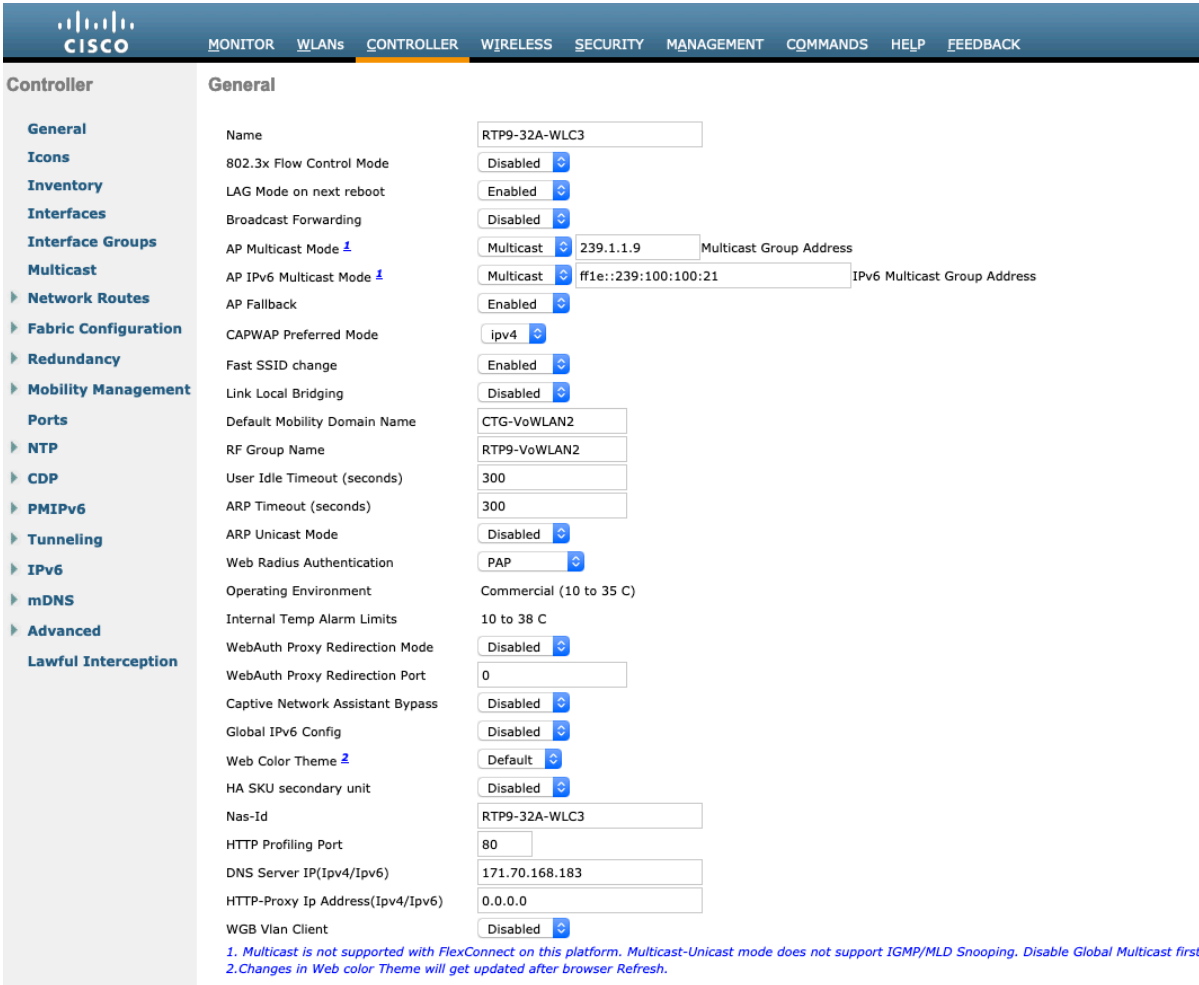 CISCO
MONITOR WLANs CONTROLLER WIRELESS SECURITY MANAGEMENT COMMANDS HELP FEEDBACK
Controller
General
Icons
Inventory
Interfaces
Interface Groups
Multicast
Network Routes
Fabric Configuration
Redundancy
Mobility Management
Ports
NTP
CDP
PMIPv6
Tunneling
IPv6
mDNS
Advanced
Lawful Interception
General
Name RTP9-32A-WLC3
802.3x Flow Control Mode Disabled
LAG Mode on next reboot Enabled
Broadcast Forwarding Disabled
AP Multicast Mode 1 Multicast 239.1.1.9 Multicast Group Address
AP IPv6 Multicast Mode 1 Multicast ff1e::239:100:100:21 IPv6 Multicast Group Address
AP Fallback Enabled
CAPWAP Preferred Mode ipv4
Fast SSID change Enabled
Link Local Bridging Disabled
Default Mobility Domain Name CTG-VoWLAN2
RF Group Name RTP9-VoWLAN2
User Idle Timeout (seconds) 300
ARP Timeout (seconds) 300
ARP Unicast Mode Disabled
Web Radius Authentication PAP
Operating Environment Commercial (10 to 35 C)
Internal Temp Alarm Limits 10 to 38 C
WebAuth Proxy Redirection Mode Disabled
WebAuth Proxy Redirection Port 0
Captive Network Assistant Bypass Disabled
Global IPv6 Config Disabled
Web Color Theme 2 Default
HA SKU secondary unit Disabled
Nas-Id RTP9-32A-WLC3
HTTP Profiling Port 80
DNS Server IP(Ipv4/Ipv6) 171.70.168.183
HTTP-Proxy Ip Address(Ipv4/Ipv6) 0.0.0.0
WGB Vlan Client Disabled
1. Multicast is not supported with FlexConnect on this platform. Multicast-Unicast mode does not support IGMP/MLD Snooping. Disable Global Multicast first
2.Changes in Web color Theme will get updated after browser Refresh.